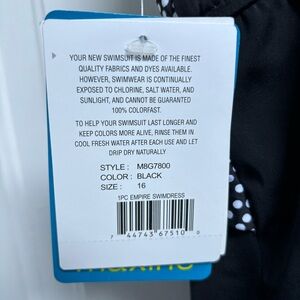 YOUR NEW SWIMSUIT IS MADE OF THE FINEST
QUALITY FABRICS AND DYES AVAILABLE.
HOWEVER, SWIMWEAR IS CONTINUALLY
EXPOSED TO CHLORINE, SALT WATER, AND
SUNLIGHT, AND CANNOT BE GUARANTEED
100% COLORFAST.
TO HELP YOUR SWIMSUIT LAST LONGER AND
KEEP COLORS MORE ALIVE, RINSE THEM IN
COOL FRESH WATER AFTER EACH USE AND LET
DRIP DRY NATURALLY
STYLE : M8G7800
COLOR : BLACK
SIZE : 16
1PC EMPIRE SWIMDRESS
7 44743 67510 0